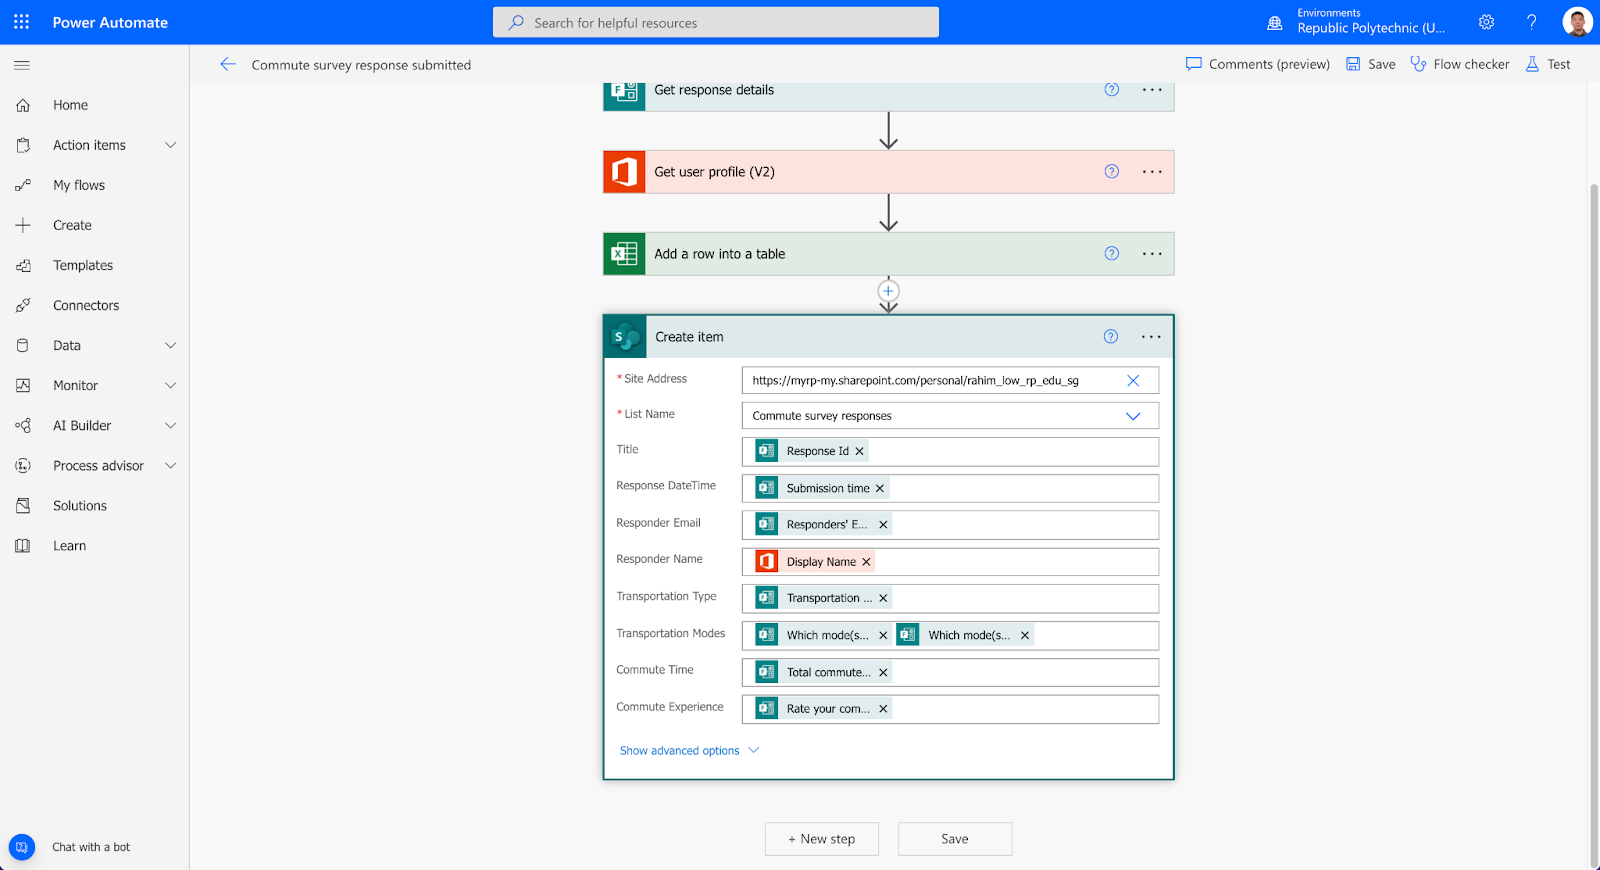 Power Automate
Search for helpful resources
Environments
Republic Polytechnic (U...
?
Commute survey response submitted
Comments (preview)
Save
Flow checker
Test
Home
Action items
My flows
Create
Templates
Connectors
Data
Monitor
AI Builder
Process advisor
Solutions
Learn
Chat with a bot
Get response details
Get user profile (V2)
Add a row into a table
Create item
* Site Address
https://myrp-my.sharepoint.com/personal/rahim_low_rp_edu_sg
* List Name
Commute survey responses
Title
Response Id
Response DateTime
Submission time
Responder Email
Responders' E...
Responder Name
Display Name
Transportation Type
Transportation ...
Transportation Modes
Which mode(s... Which mode(s...
Commute Time
Total commute...
Commute Experience
Rate your com...
Show advanced options
+ New step
Save